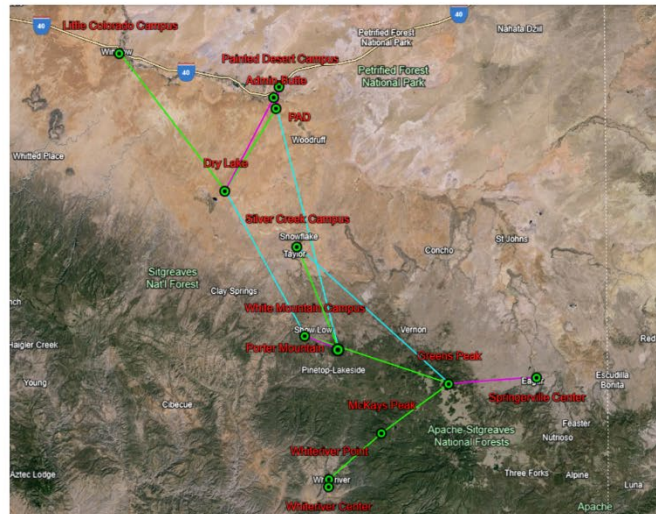 Little Colorado Campus
40
Nahata Dziil
Petrified Forest
National Park
Winslow
Painted Desert Campus
40
40
Admin Butte
Petrified Forest
National Park
PAD
Woodruff
Whitted Place
Dry Lake
Silver Creek Campus
Snowflake
Taylor
St Johns
Concho
Sitgreaves
Nat'l Forest
Clay Springs
White Mountain Campus
Show Low
Vernon
Haigler Creek
Porter Mountain
Greens Peak
Pinetop-Lakeside
Young
Eagar
Escudilla
Bonita
Springerville Center
Cibecue
McKays Peak
Feaster
Apache-Sitgreaves
National Forests
Nutrioso
Whiteriver Point
Aztec Lodge
Three Forks
Alpine
Whiteriver
Luna
Whiteriver Center
Apache